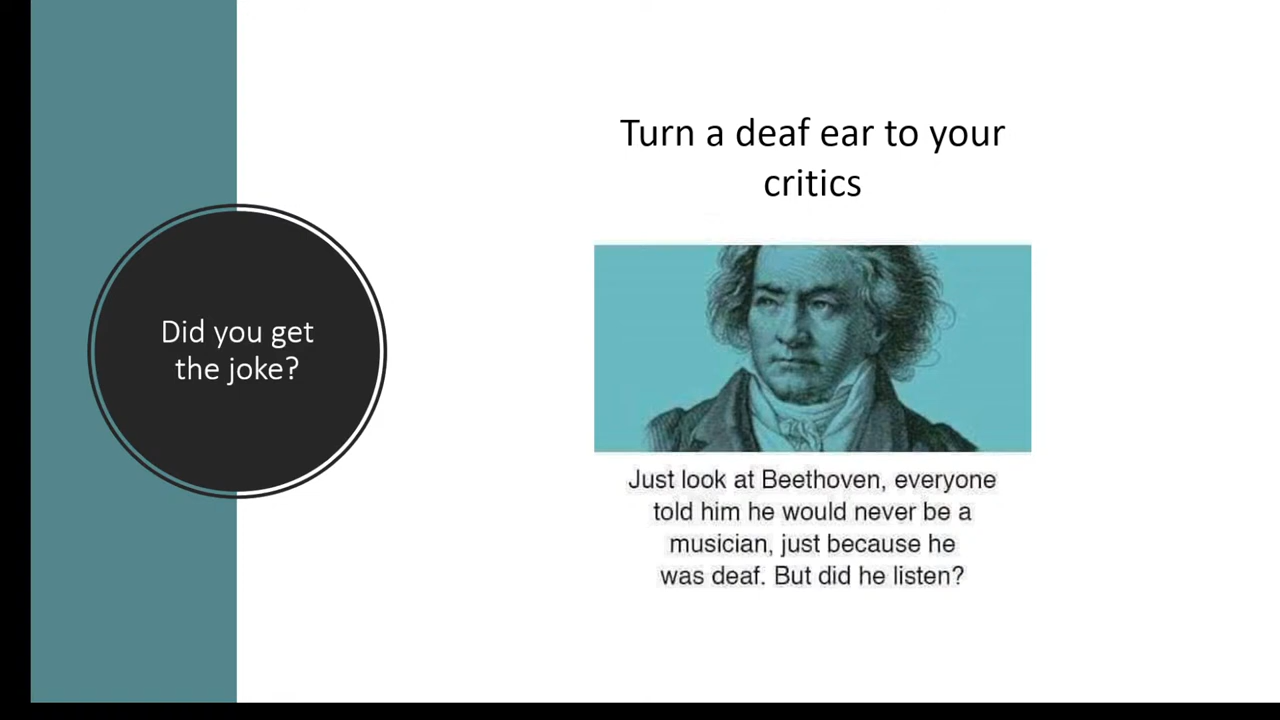 Did you get
the joke?
Turn a deaf ear to your
critics
Just look at Beethoven, everyone
told him he would never be a
musician, just because he
was deaf. But did he listen?